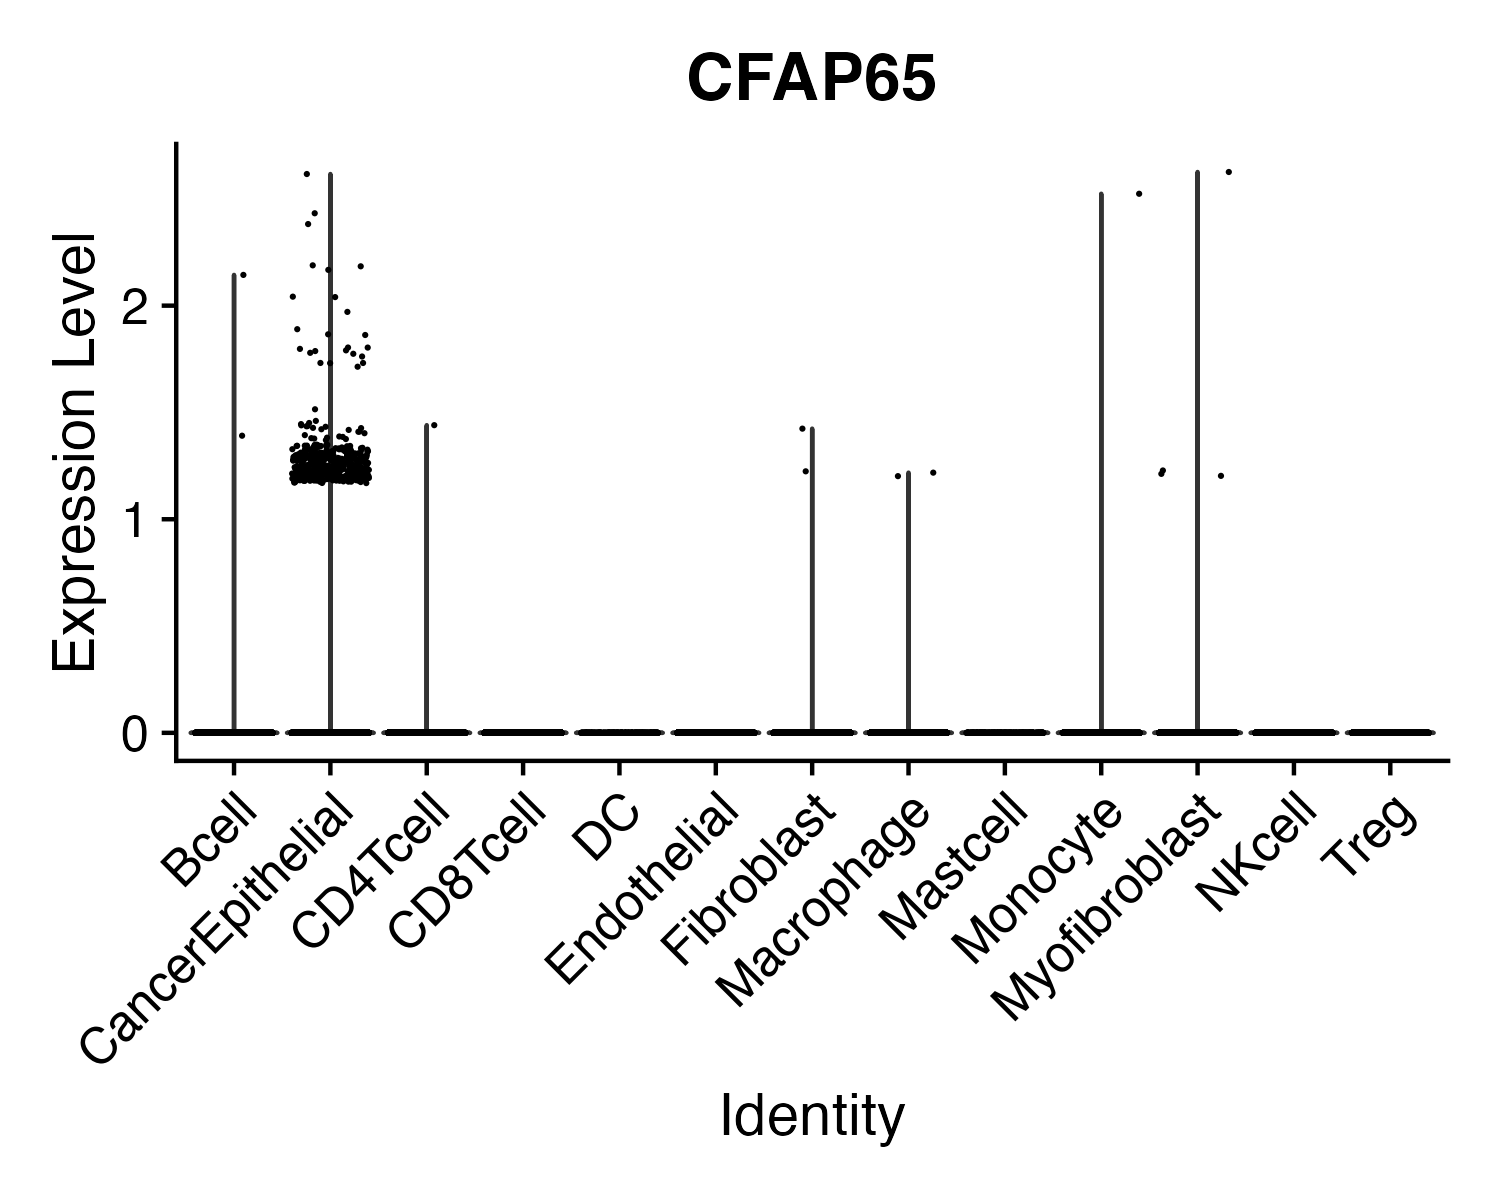 CFAP65
Expression Level
2
1
0
Bcell
CancerEpithelial
CD4Tcell
CD8Tcell
DC
Endothelial
Fibroblast
Macrophage
Mastcell
Monocyte
Myofibroblast
NKcell
Treg
Identity